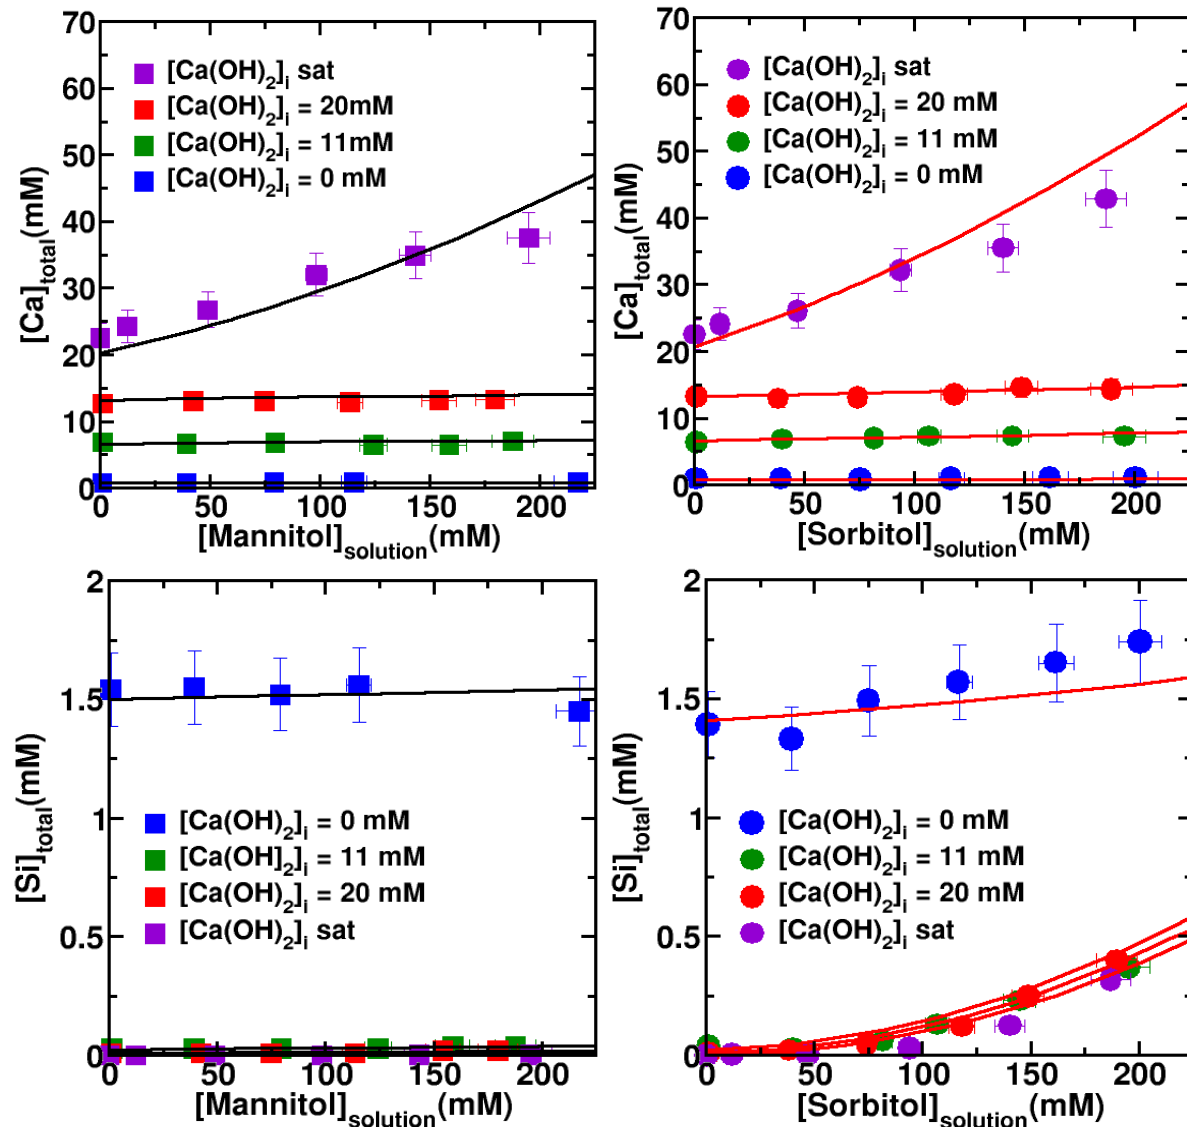 70
60
50
40
30
20
10
0
[Ca]total(mM)
[Ca(OH)2]i sat
[Ca(OH)2]i = 20mM
[Ca(OH)2]i = 11mM
[Ca(OH)2]i = 0 mM
0 50 100 150 200
[Mannitol]solution(mM)
70
60
50
40
30
20
10
0
[Ca]total(mM)
[Ca(OH)2]i sat
[Ca(OH)2]i = 20 mM
[Ca(OH)2]i = 11 mM
[Ca(OH)2]i = 0 mM
0 50 100 150 200
[Sorbitol]solution(mM)
2
1.5
1
0.5
0
[Si]total(mM)
[Ca(OH)2]i = 0 mM
[Ca(OH]2]i = 11 mM
[Ca(OH)2]i = 20 mM
[Ca(OH)2]i sat
0 50 100 150 200
[Mannitol]solution(mM)
2
1.5
1
0.5
0
[Si]total(mM)
[Ca(OH)2]i = 0 mM
[Ca(OH)2]i = 11 mM
[Ca(OH)2]i = 20 mM
[Ca(OH)2]i sat
0 50 100 150 200
[Sorbitol]solution(mM)